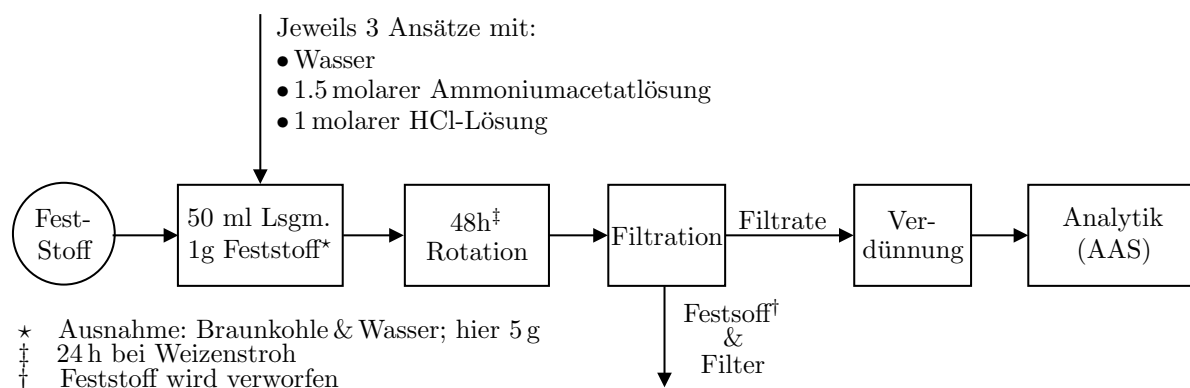 Jeweils 3 Ansätze mit:
• Wasser
• 1.5 molarer Ammoniumacetatlösung
• 1 molarer HCl-Lösung
Fest-
Stoff
50 ml Lsgm.
1g Feststoff⋆
48h‡
Rotation
Filtration
Filtrate
Ver-
dünnung
Analytik
(AAS)
Festsoff†
&
Filter
⋆ Ausnahme: Braunkohle & Wasser; hier 5 g
‡ 24 h bei Weizenstroh
† Feststoff wird verworfen